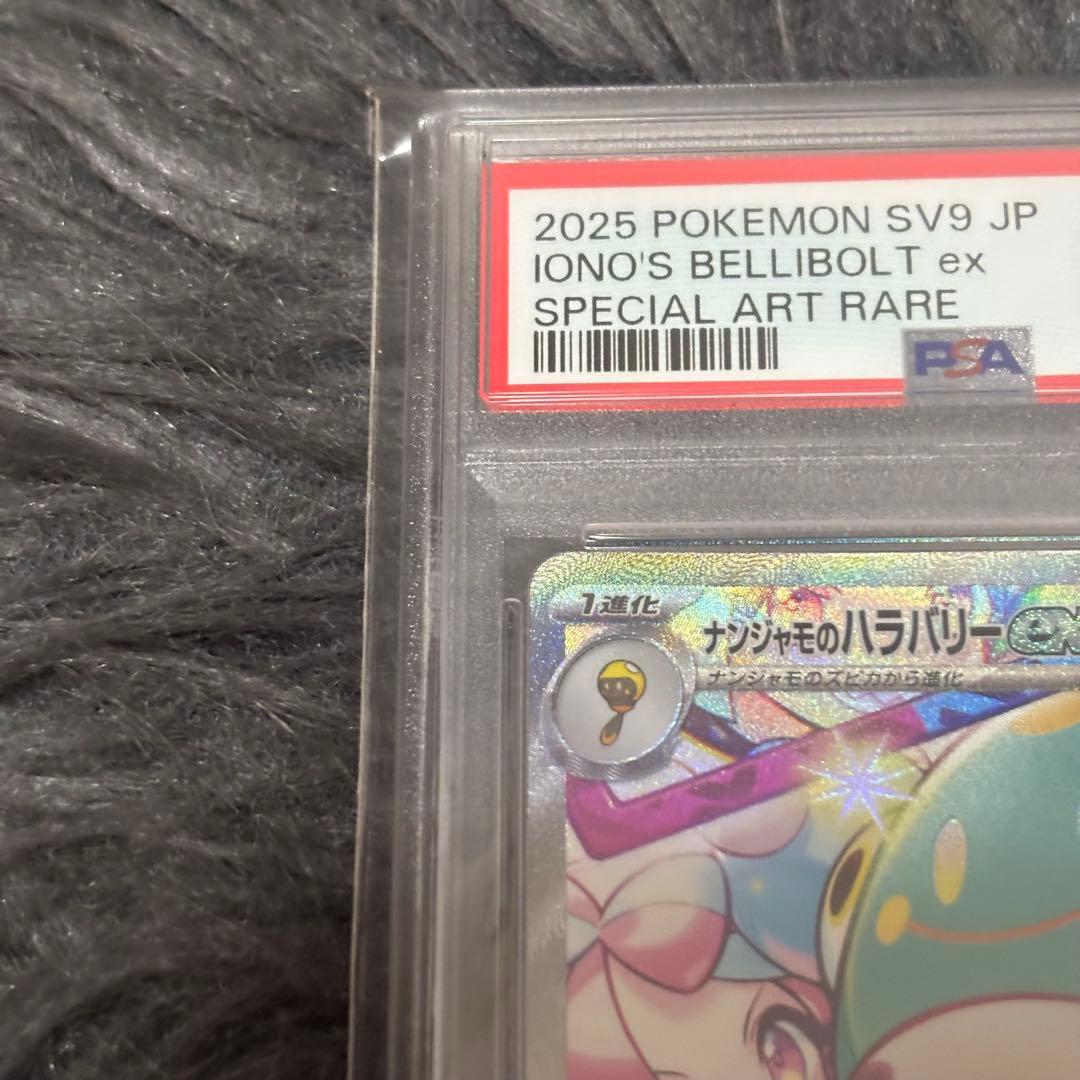 2025 POKEMON SV9 JP
IONO'S BELLIBOLT ex
SPECIAL ART RARE
PSA
1進化
ナンジャモのハラバリーex
ナンジャモのズピカから進化